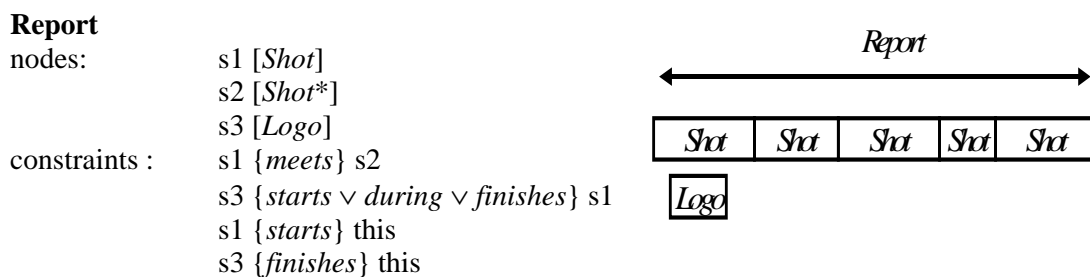 Report
nodes: s1 [Shot]
s2 [Shot*]
s3 [Logo]
constraints : s1 {meets} s2
s3 {starts ∨ during ∨ finishes} s1
s1 {starts} this
s3 {finishes} this
Report
Shot Shot Shot Shot Shot
Logo